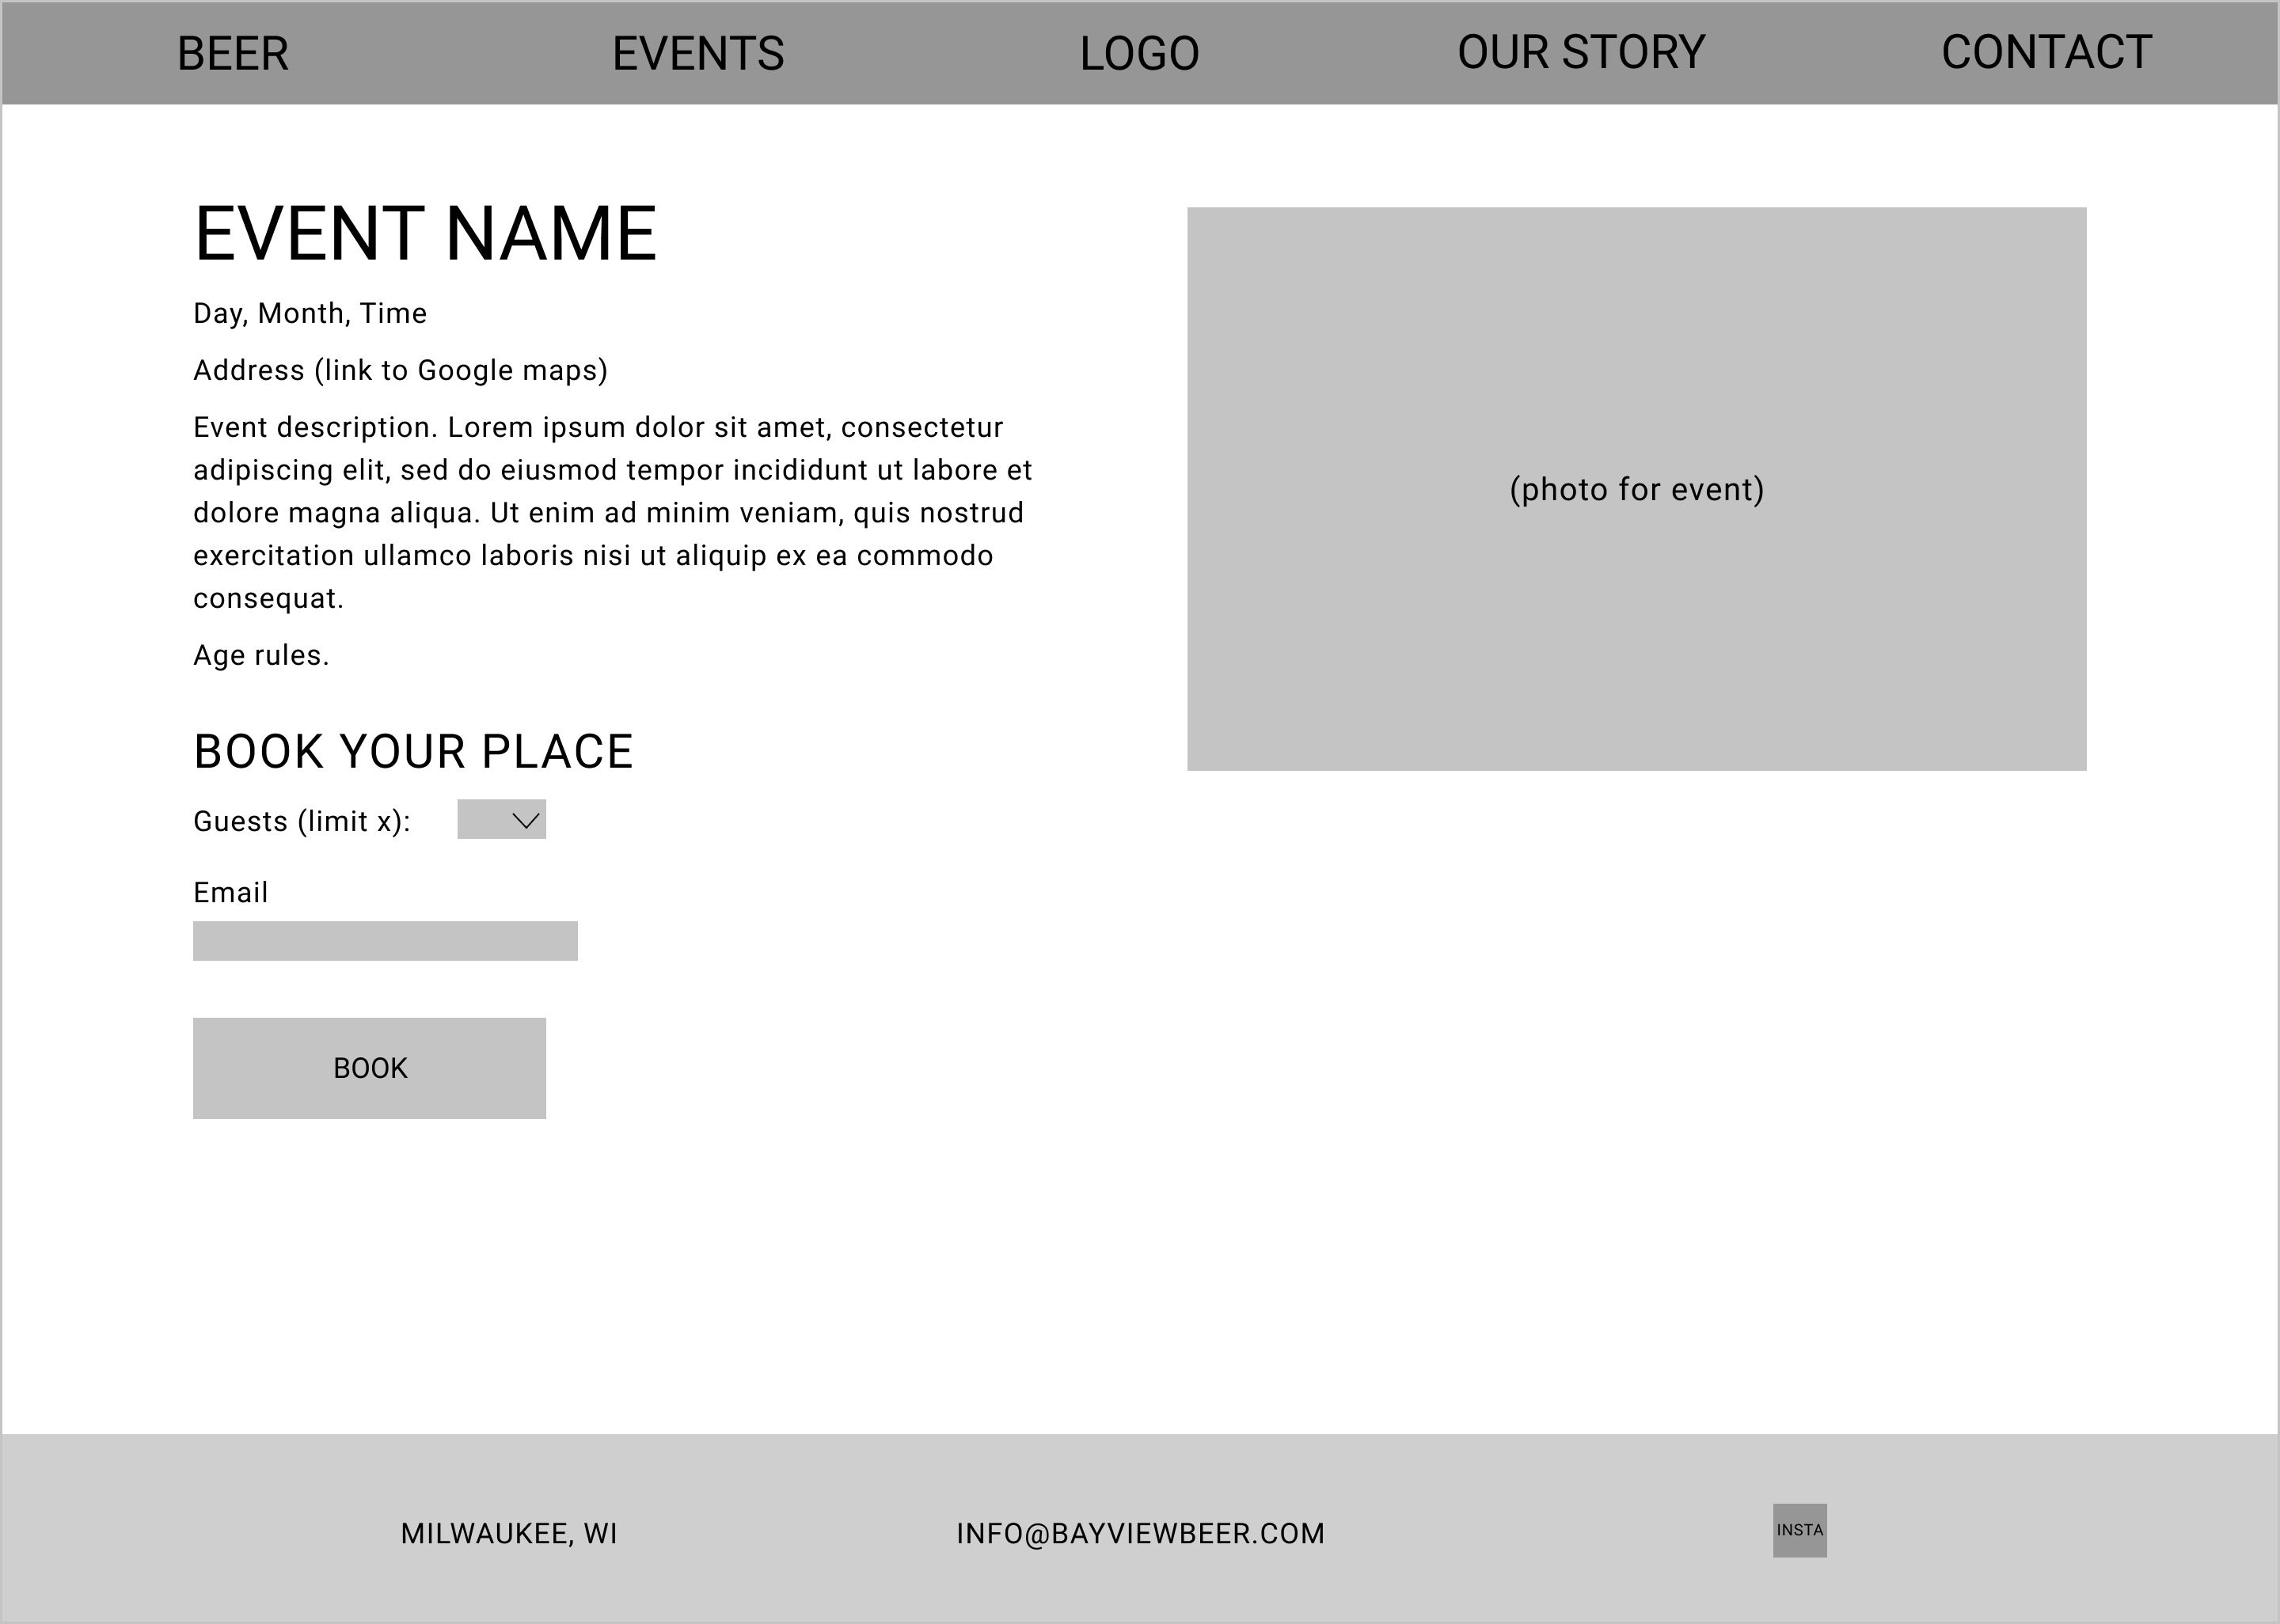 BEER EVENTS LOGO OUR STORY CONTACT
EVENT NAME
Day, Month, Time
Address (link to Google maps)
Event description. Lorem ipsum dolor sit amet, consectetur
adipiscing elit, sed do eiusmod tempor incididunt ut labore et
dolore magna aliqua. Ut enim ad minim veniam, quis nostrud
exercitation ullamco laboris nisi ut aliquip ex ea commodo
consequat.
Age rules.
(photo for event)
BOOK YOUR PLACE
Guests (limit x):
Email
BOOK
MILWAUKEE, WI INFO@BAYVIEWBEER.COM INSTA